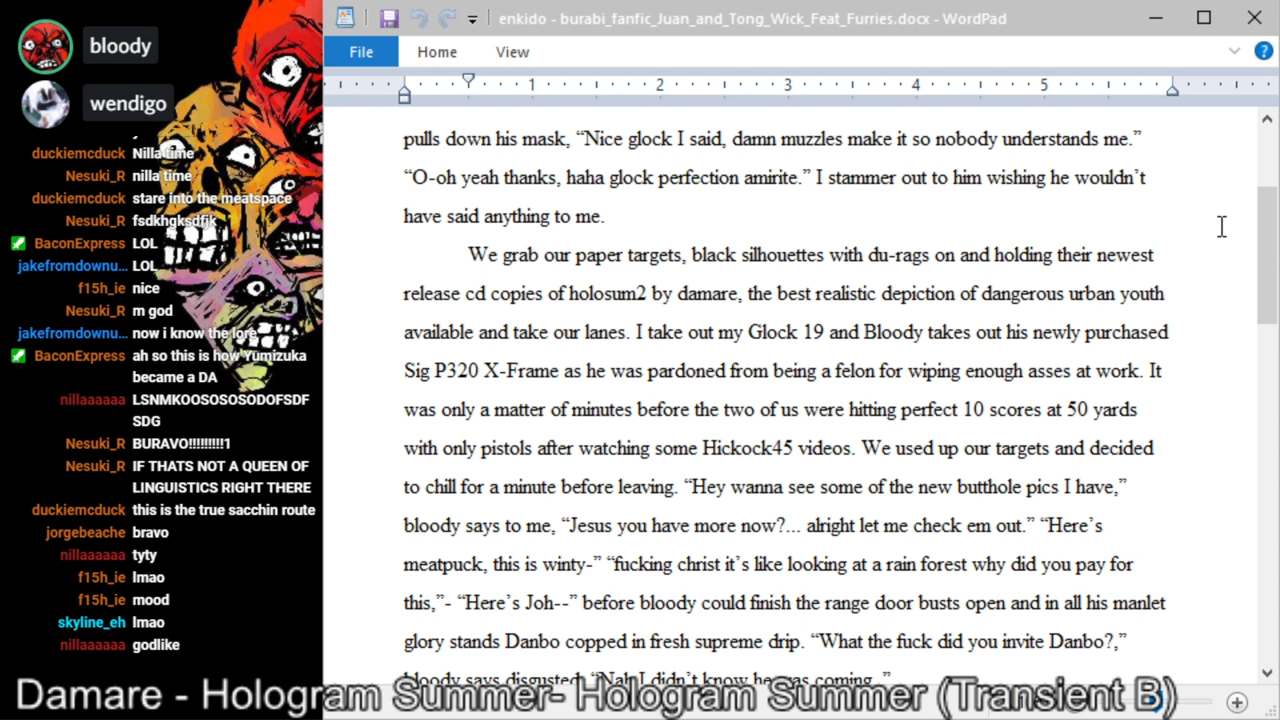 bloody
wendigo
duckiemcduck Nilla time
Nesuki_R nilla time
duckiemcduck stare into the meatspace
Nesuki_R fsdkhgksdfjk
BaconExpress LOL
jakefromdownu... LOL
f15h_ie nice
Nesuki_R m god
jakefromdownu... now i know the lore
BaconExpress ah so this is how Yumizuka
became a DA
nillaaaaaa LSNMKOOSOSOSODOFSDF
SDG
Nesuki_R BURAVO!!!!!!!!!1
Nesuki_R IF THATS NOT A QUEEN OF
LINGUISTICS RIGHT THERE
duckiemcduck this is the true sacchin route
jorgebeache bravo
nillaaaaaa tyty
f15h_ie lmao
f15h_ie mood
skyline_eh lmao
nillaaaaaa godlike
enkido - burabi_fanfic_Juan_and_Tong_Wick_Feat_Furries.docx - WordPad
File Home View
1 2 3 4 5
pulls down his mask, “Nice glock I said, damn muzzles make it so nobody understands me.”
“O-oh yeah thanks, haha glock perfection amirite.” I stammer out to him wishing he wouldn’t
have said anything to me.
We grab our paper targets, black silhouettes with du-rags on and holding their newest
release cd copies of holosum2 by damare, the best realistic depiction of dangerous urban youth
available and take our lanes. I take out my Glock 19 and Bloody takes out his newly purchased
Sig P320 X-Frame as he was pardoned from being a felon for wiping enough asses at work. It
was only a matter of minutes before the two of us were hitting perfect 10 scores at 50 yards
with only pistols after watching some Hickock45 videos. We used up our targets and decided
to chill for a minute before leaving. “Hey wanna see some of the new butthole pics I have,”
bloody says to me, “Jesus you have more now?... alright let me check em out.” “Here’s
meatpuck, this is winty-” “fucking christ it’s like looking at a rain forest why did you pay for
this,”- “Here’s Joh--” before bloody could finish the range door busts open and in all his manlet
glory stands Danbo copped in fresh supreme drip. “What the fuck did you invite Danbo?,”
bloody says disgusted, “Nah I didn’t know he was coming.”
Damare - Hologram Summer- Hologram Summer (Transient B)